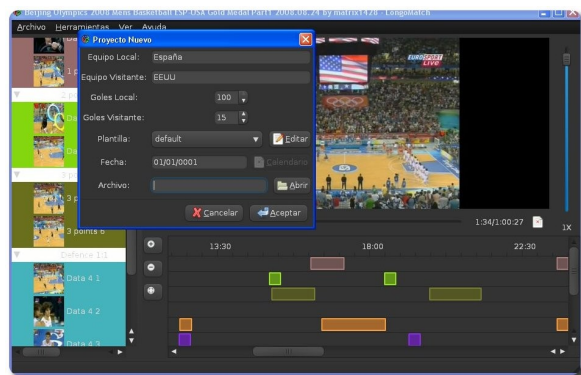 Beijing Olympics 2008 Mens Basketball ESP USA Gold Medal Part1 2008.08.24 by matrix1428 - LongoMatch
Archivo Herramientas Ver Ayuda
Proyecto Nuevo
Equipo Local: España
Equipo Visitante: EEUU
Goles Local: 100
Goles Visitante: 15
Plantilla: default Editar
Fecha: 01/01/0001 Calendario
Archivo: Abrir
Cancelar Aceptar
EUROSPORT
LIVE
1:34/1:00:27
1X
3 points 6
Defence 1:1
Data 4 1
Data 4 2
Data 4 3
13:30 18:00 22:30